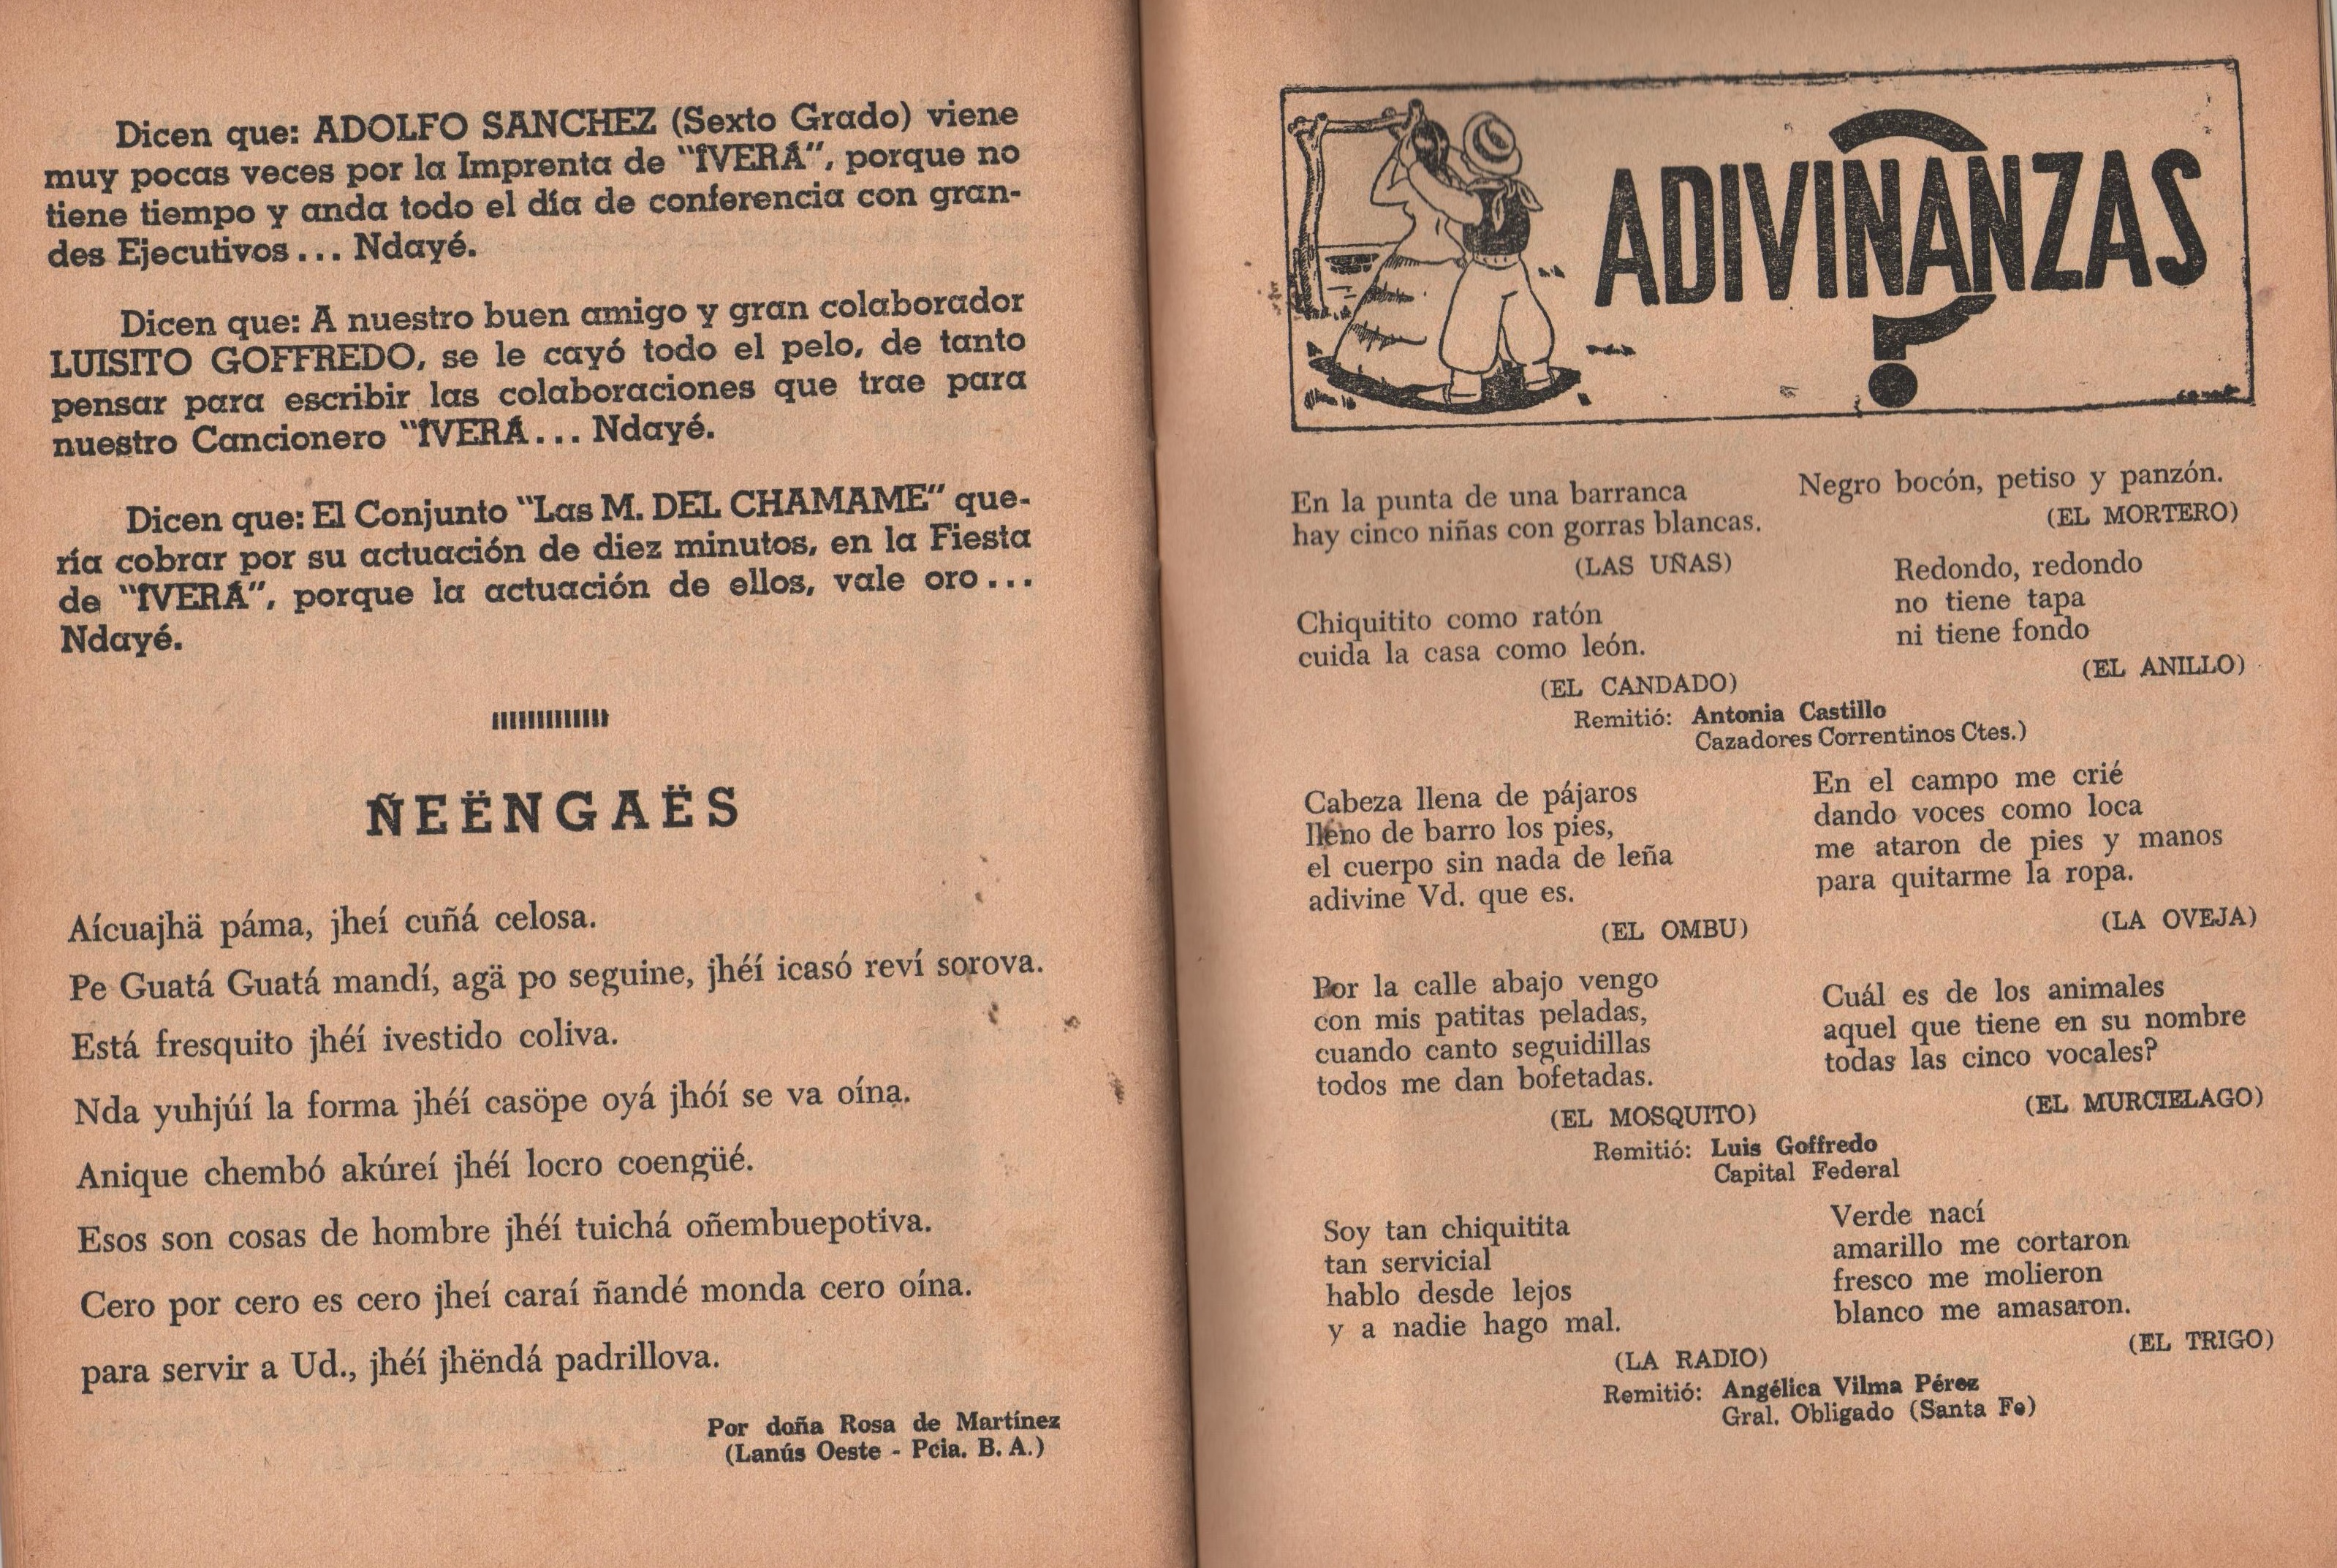 Dicen que: ADOLFO SANCHEZ (Sexto Grado) viene
muy pocas veces por la Imprenta de "ÍVERÁ", porque no
tiene tiempo y anda todo el día de conferencia con gran-
des Ejecutivos... Ndayé.
Dicen que: A nuestro buen amigo y gran colaborador
LUISITO GOFFREDO, se le cayó todo el pelo, de tanto
pensar para escribir las colaboraciones que trae para
nuestro Cancionero "ÍVERÁ... Ndayé.
Dicen que: El Conjunto "Las M. DEL CHAMAME" que-
ría cobrar por su actuación de diez minutos, en la Fiesta
de "ÍVERÁ", porque la actuación de ellos, vale oro...
Ndayé.
ÑEËNGAËS
Aícuajhä páma, jheí cuñá celosa.
Pe Guatá Guatá mandí, agä po seguine, jhéí icasó reví sorova.
Está fresquito jhéí ivestido coliva.
Nda yuhjúí la forma jhéí casöpe oyá jhóí se va oína.
Anique chembó akúreí jhéí locro coengüé.
Esos son cosas de hombre jhéí tuichá oñembuepotiva.
Cero por cero es cero jheí caraí ñandé monda cero oína.
para servir a Ud., jhéí jhëndá padrillova.
Por doña Rosa de Martínez
(Lanús Oeste - Pcia. B. A.)
ADIVINANZAS
?
En la punta de una barranca
hay cinco niñas con gorras blancas.
(LAS UÑAS)
Chiquitito como ratón
cuida la casa como león.
(EL CANDADO)
Negro bocón, petiso y panzón.
(EL MORTERO)
Redondo, redondo
no tiene tapa
ni tiene fondo
(EL ANILLO)
Remitió: Antonia Castillo
Cazadores Correntinos Ctes.)
Cabeza llena de pájaros
lleno de barro los pies,
el cuerpo sin nada de leña
adivine Vd. que es.
(EL OMBU)
Por la calle abajo vengo
con mis patitas peladas,
cuando canto seguidillas
todos me dan bofetadas.
(EL MOSQUITO)
En el campo me crié
dando voces como loca
me ataron de pies y manos
para quitarme la ropa.
(LA OVEJA)
Cuál es de los animales
aquel que tiene en su nombre
todas las cinco vocales?
(EL MURCIELAGO)
Remitió: Luis Goffredo
Capital Federal
Soy tan chiquitita
tan servicial
hablo desde lejos
y a nadie hago mal.
(LA RADIO)
Verde nací
amarillo me cortaron
fresco me molieron
blanco me amasaron.
(EL TRIGO)
Remitió: Angélica Vilma Pérez
Gral. Obligado (Santa Fe)